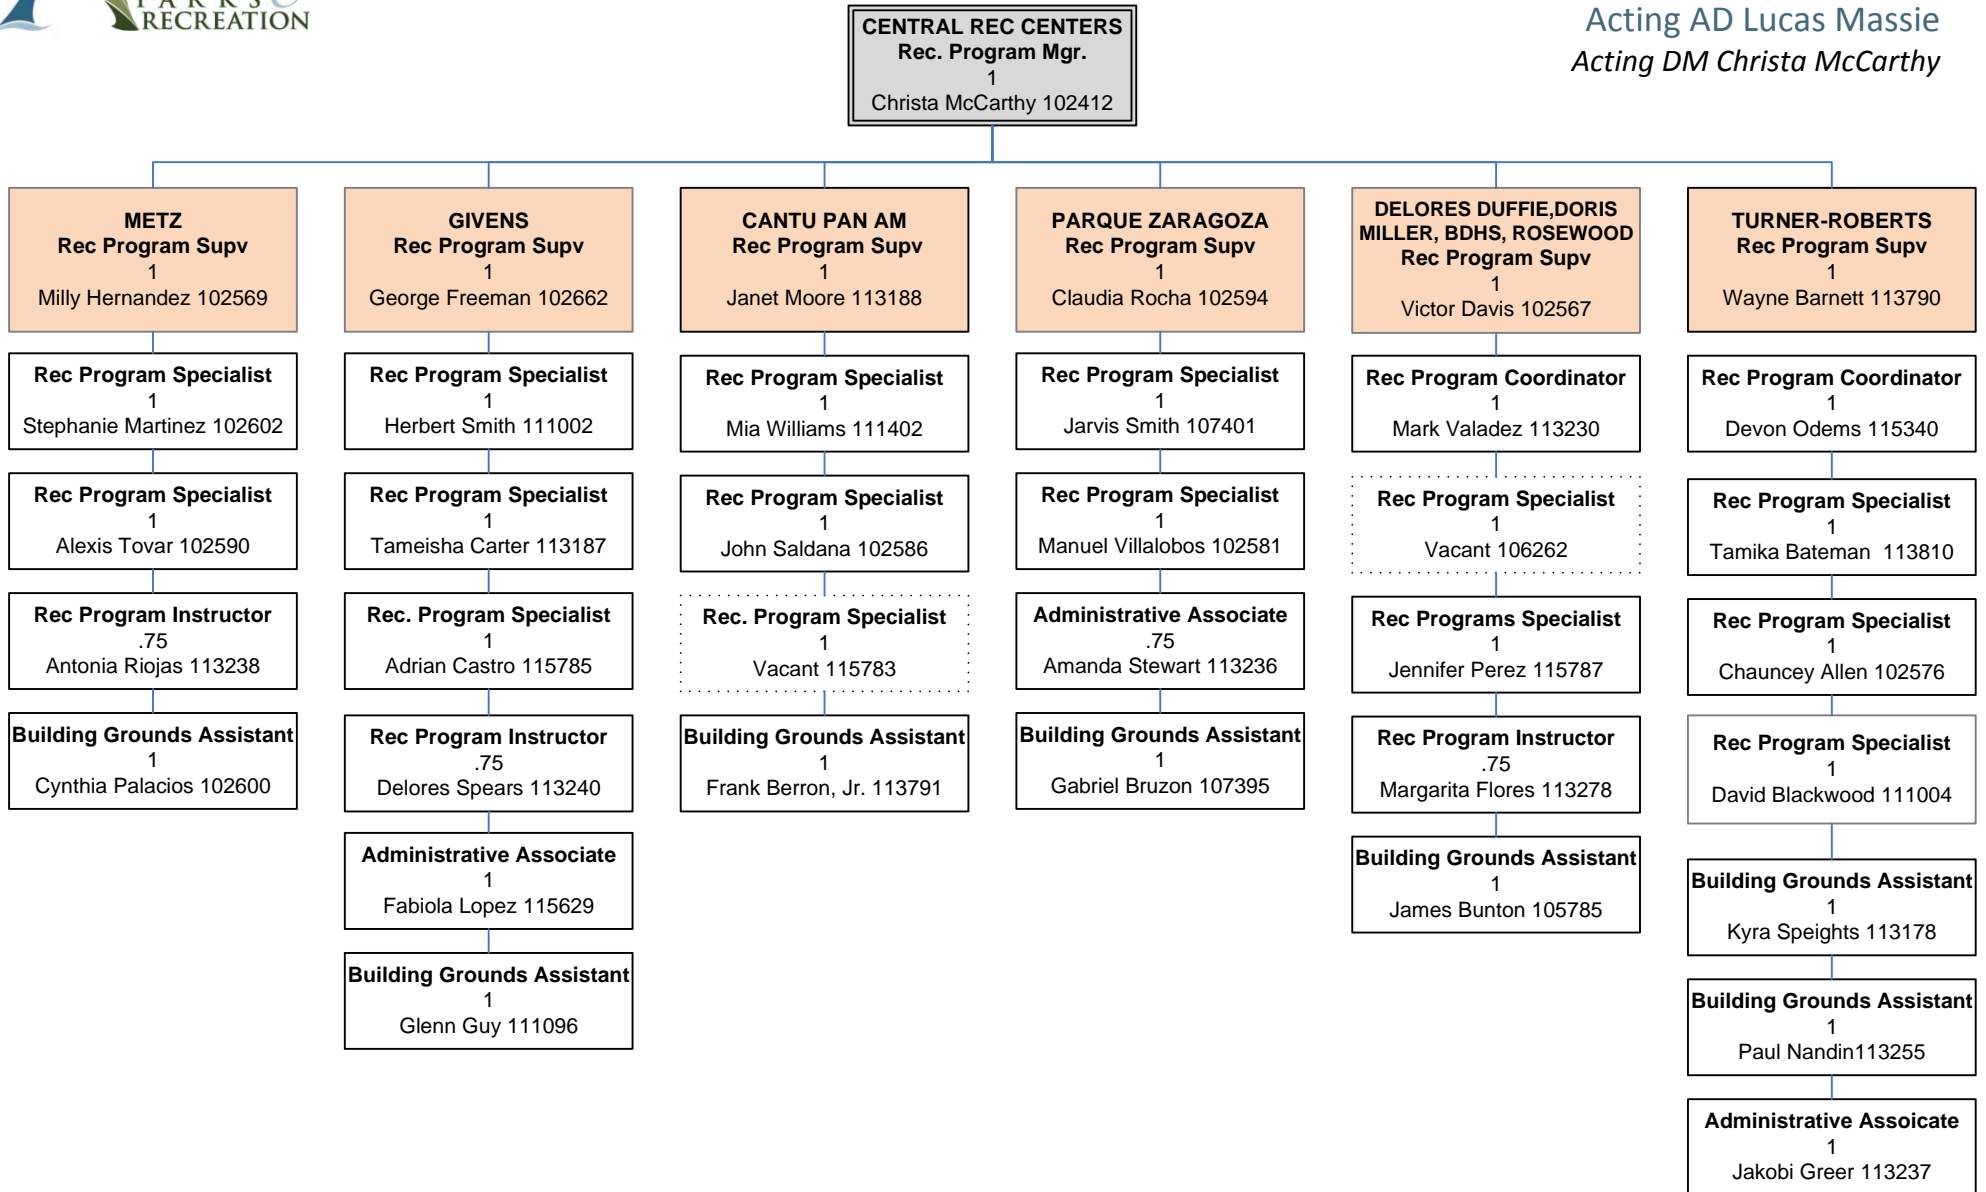 PARKS &
RECREATION
Acting AD Lucas Massie
Acting DM Christa McCarthy
CENTRAL REC CENTERS
Rec. Program Mgr.
1
Christa McCarthy 102412
METZ
Rec Program Supv
1
Milly Hernandez 102569
Rec Program Specialist
1
Stephanie Martinez 102602
Rec Program Specialist
1
Alexis Tovar 102590
Rec Program Instructor
.75
Antonia Riojas 113238
Building Grounds Assistant
1
Cynthia Palacios 102600
GIVENS
Rec Program Supv
1
George Freeman 102662
Rec Program Specialist
1
Herbert Smith 111002
Rec Program Specialist
1
Tameisha Carter 113187
Rec. Program Specialist
1
Adrian Castro 115785
Rec Program Instructor
.75
Delores Spears 113240
Administrative Associate
1
Fabiola Lopez 115629
Building Grounds Assistant
1
Glenn Guy 111096
CANTU PAN AM
Rec Program Supv
1
Janet Moore 113188
Rec Program Specialist
1
Mia Williams 111402
Rec Program Specialist
1
John Saldana 102586
Rec. Program Specialist
1
Vacant 115783
Building Grounds Assistant
1
Frank Berron, Jr. 113791
PARQUE ZARAGOZA
Rec Program Supv
1
Claudia Rocha 102594
Rec Program Specialist
1
Jarvis Smith 107401
Rec Program Specialist
1
Manuel Villalobos 102581
Administrative Associate
.75
Amanda Stewart 113236
Building Grounds Assistant
1
Gabriel Bruzon 107395
DELORES DUFFIE,DORIS
MILLER, BDHS, ROSEWOOD
Rec Program Supv
1
Victor Davis 102567
Rec Program Coordinator
1
Mark Valadez 113230
Rec Program Specialist
1
Vacant 106262
Rec Programs Specialist
1
Jennifer Perez 115787
Rec Program Instructor
.75
Margarita Flores 113278
Building Grounds Assistant
1
James Bunton 105785
TURNER-ROBERTS
Rec Program Supv
1
Wayne Barnett 113790
Rec Program Coordinator
1
Devon Odems 115340
Rec Program Specialist
1
Tamika Bateman  113810
Rec Program Specialist
1
Chauncey Allen 102576
Rec Program Specialist
1
David Blackwood 111004
Building Grounds Assistant
1
Kyra Speights 113178
Building Grounds Assistant
1
Paul Nandin113255
Administrative Assoicate
1
Jakobi Greer 113237